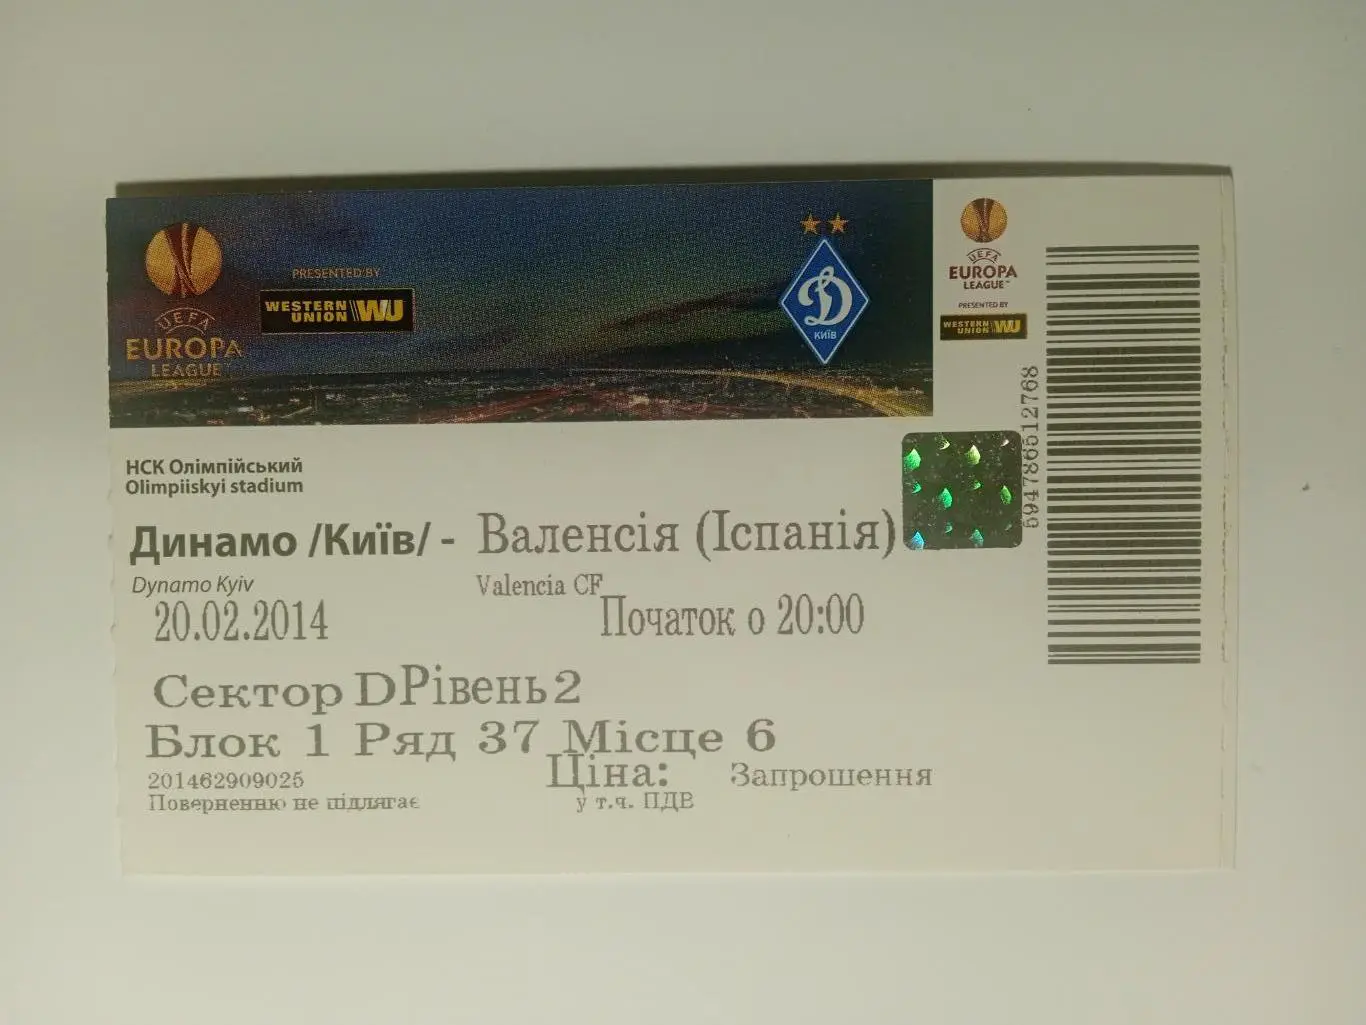 UEFA
EUROPA
LEAGUE
PRESENTED BY
WESTERN
UNION WU
Д
КИЇВ
UEFA
EUROPA
LEAGUE
PRESENTED BY
WESTERN
UNION WU
694786612768
НСК Олімпійський
Olimpiiskyi stadium
Динамо /Київ/ - Валенсія (Іспанія)
Dynamo Kyiv Valencia CF
20.02.2014 Початок о 20:00
Сектор D Рівень 2
Блок 1 Ряд 37 Місце 6
Ціна: Запрошення
201462909025
Поверненню не підлягає у т.ч. ПДВ